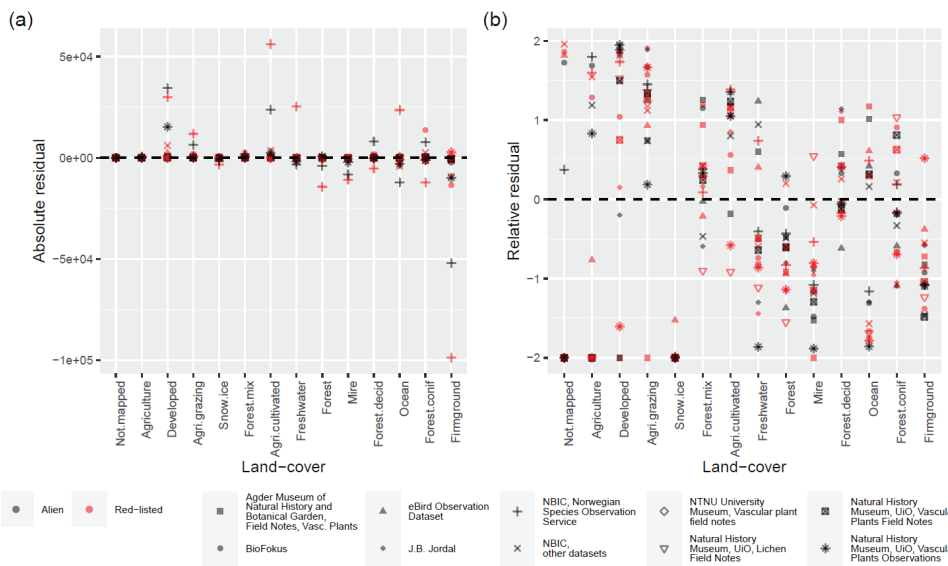 (a)
(b)
Absolute residual
5e+04
0e+00
−5e+04
−1e+05
Not.mapped
Agriculture
Developed
Agri.grazing
Snow.ice
Forest.mix
Agri.cultivated
Freshwater
Forest
Mire
Forest.decid
Ocean
Forest.conif
Firmground
Land−cover
Relative residual
2
1
0
−1
−2
Not.mapped
Agriculture
Developed
Agri.grazing
Snow.ice
Forest.mix
Agri.cultivated
Freshwater
Forest
Mire
Forest.decid
Ocean
Forest.conif
Firmground
Land−cover
Alien
Red−listed
Agder Museum of
Natural History and
Botanical Garden,
Field Notes, Vasc. Plants
BioFokus
eBird Observation
Dataset
J.B. Jordal
NBIC, Norwegian
Species Observation
Service
NBIC,
other datasets
NTNU University
Museum, Vascular plant
field notes
Natural History
Museum, UiO, Lichen
Field Notes
Natural History
Museum, UiO, Vascul
Plants Field Notes
Natural History
Museum, UiO, Vascul
Plants Observations